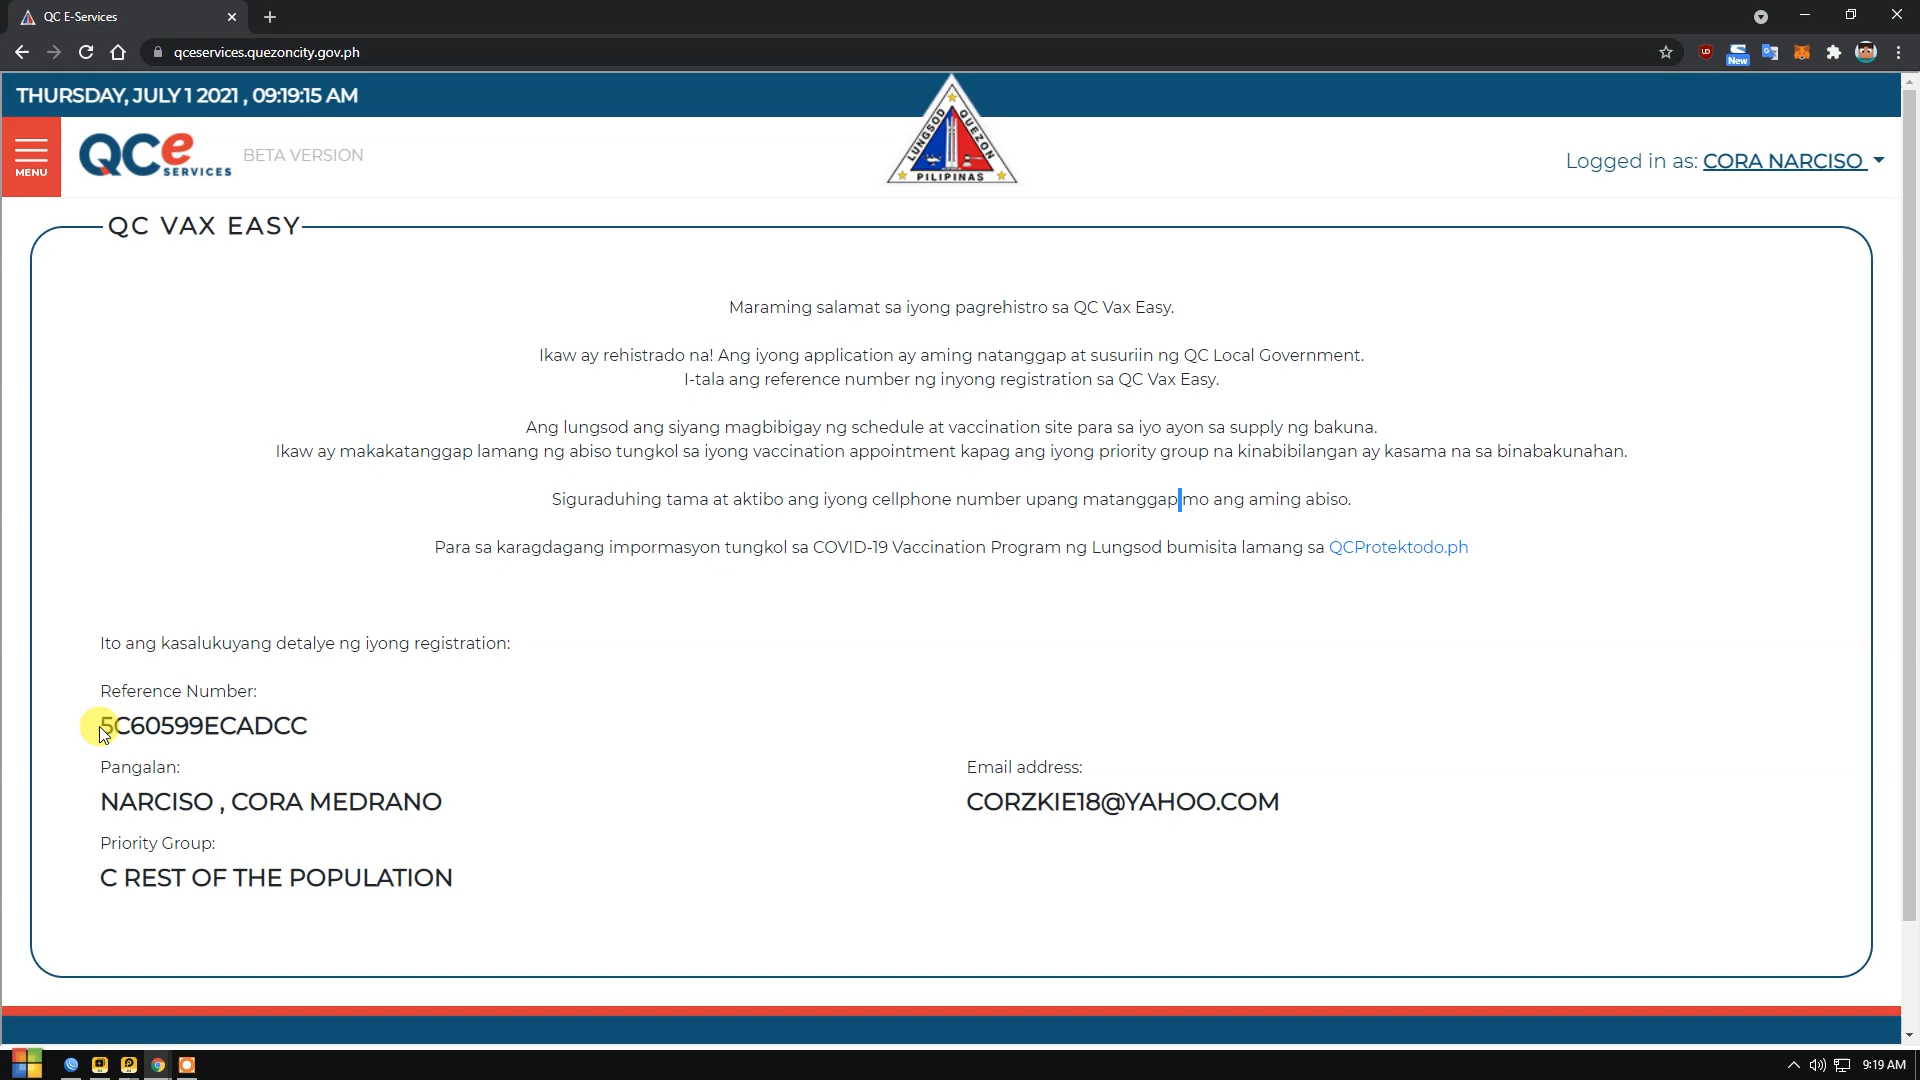 QC E-Services
qceservices.quezoncity.gov.ph
New
THURSDAY, JULY 1 2021 , 09:19:15 AM
MENU
QCe SERVICES
BETA VERSION
LUNGSOD QUEZON
PILIPINAS
Logged in as: CORA NARCISO
QC VAX EASY
Maraming salamat sa iyong pagrehistro sa QC Vax Easy.
Ikaw ay rehistrado na! Ang iyong application ay aming natanggap at susuriin ng QC Local Government.
I-tala ang reference number ng inyong registration sa QC Vax Easy.
Ang lungsod ang siyang magbibigay ng schedule at vaccination site para sa iyo ayon sa supply ng bakuna.
Ikaw ay makakatanggap lamang ng abiso tungkol sa iyong vaccination appointment kapag ang iyong priority group na kinabibilangan ay kasama na sa binabakunahan.
Siguraduhing tama at aktibo ang iyong cellphone number upang matanggap mo ang aming abiso.
Para sa karagdagang impormasyon tungkol sa COVID-19 Vaccination Program ng Lungsod bumisita lamang sa QCProtektodo.ph
Ito ang kasalukuyang detalye ng iyong registration:
Reference Number:
5C60599ECADCC
Pangalan:
NARCISO , CORA MEDRANO
Email address:
CORZKIE18@YAHOO.COM
Priority Group:
C REST OF THE POPULATION
9:19 AM